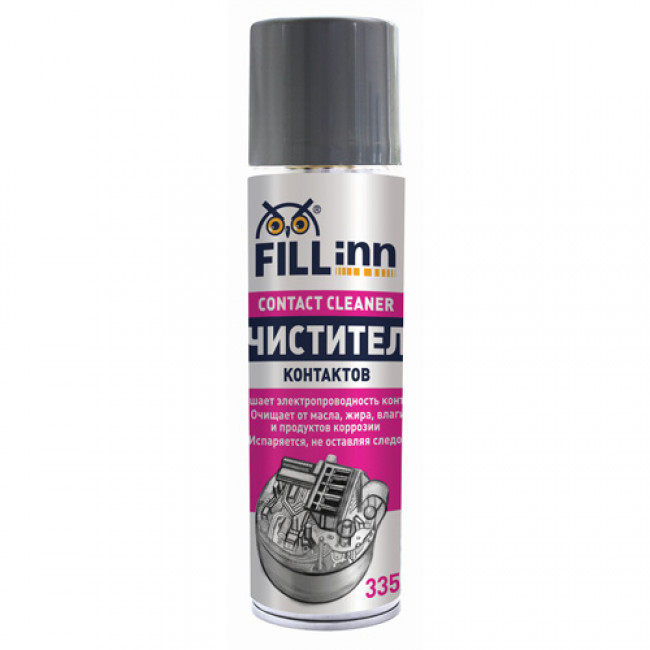 ®
FILLinn
CONTACT CLEANER
ЧИСТИТЕЛ
КОНТАКТОВ
шает электропроводность конт
Очищает от масла, жира, влаги
и продуктов коррозии
Испаряется, не оставляя следо
335